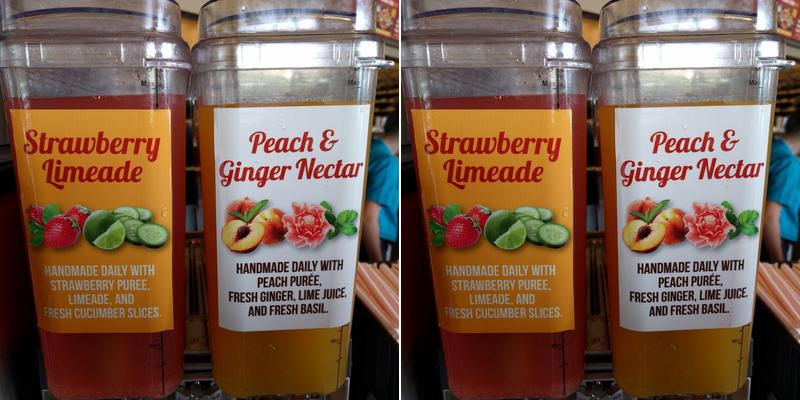 Strawberry
Limeade
HANDMADE DAILY WITH
STRAWBERRY PUREE,
LIMEADE, AND
FRESH CUCUMBER SLICES.
Peach &
Ginger Nectar
HANDMADE DAILY WITH
PEACH PURÉE,
FRESH GINGER, LIME JUICE,
AND FRESH BASIL.
Strawberry
Limeade
HANDMADE DAILY WITH
STRAWBERRY PUREE,
LIMEADE, AND
FRESH CUCUMBER SLICES.
Peach &
Ginger Nectar
HANDMADE DAILY WITH
PEACH PURÉE,
FRESH GINGER, LIME JUICE,
AND FRESH BASIL.